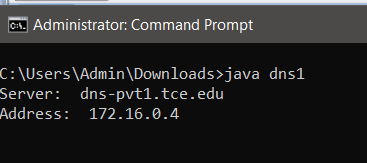 Administrator: Command Prompt
C:\Users\Admin\Downloads>java dns1
Server:  dns-pvt1.tce.edu
Address:  172.16.0.4